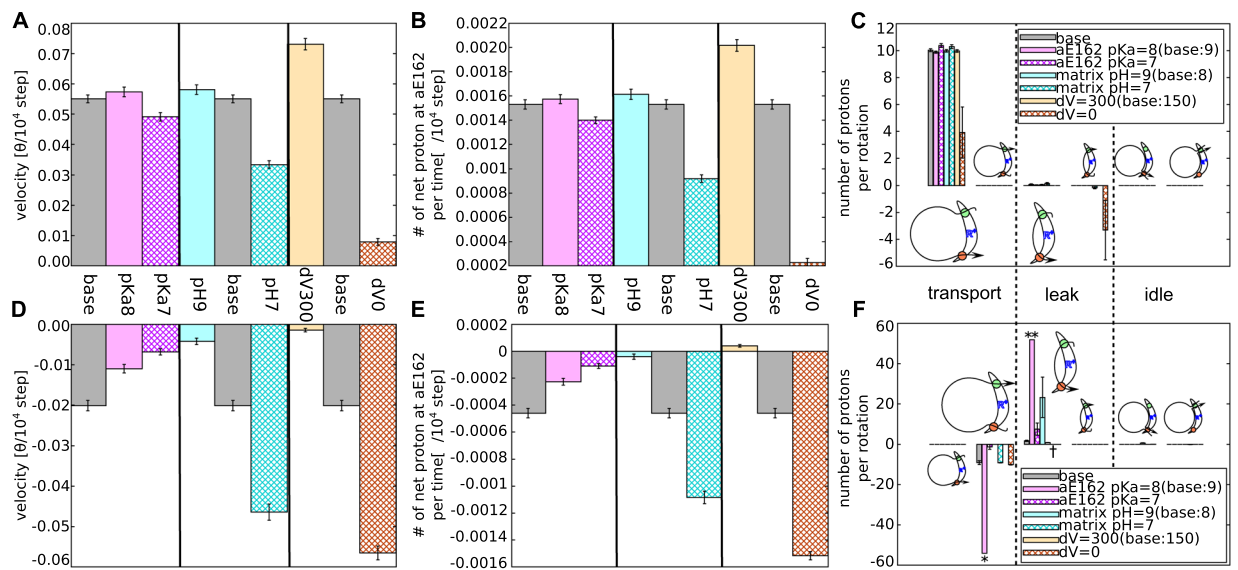 A
velocity [θ/10⁴ step]
0.08
0.07
0.06
0.05
0.04
0.03
0.02
0.01
0.00
base
pKa8
pKa7
pH9
base
pH7
dV300
base
dV0
B
# of net proton at aE162
per time[ /10⁴ step]
0.0022
0.0020
0.0018
0.0016
0.0014
0.0012
0.0010
0.0008
0.0006
0.0004
0.0002
base
pKa8
pKa7
pH9
base
pH7
dV300
base
dV0
C
number of protons
per rotation
12
10
8
6
4
2
0
-2
-4
-6
base
aE162 pKa=8(base:9)
aE162 pKa=7
matrix pH=9(base:8)
matrix pH=7
dV=300(base:150)
dV=0
transport
leak
idle
D
velocity [θ/10⁴ step]
0.00
-0.01
-0.02
-0.03
-0.04
-0.05
-0.06
E
# of net proton at aE162
per time[ /10⁴ step]
0.0002
0
-0.0002
-0.0004
-0.0006
-0.0008
-0.001
-0.0012
-0.0014
-0.0016
F
number of protons
per rotation
60
40
20
0
-20
-40
-60
**
†
*
base
aE162 pKa=8(base:9)
aE162 pKa=7
matrix pH=9(base:8)
matrix pH=7
dV=300(base:150)
dV=0